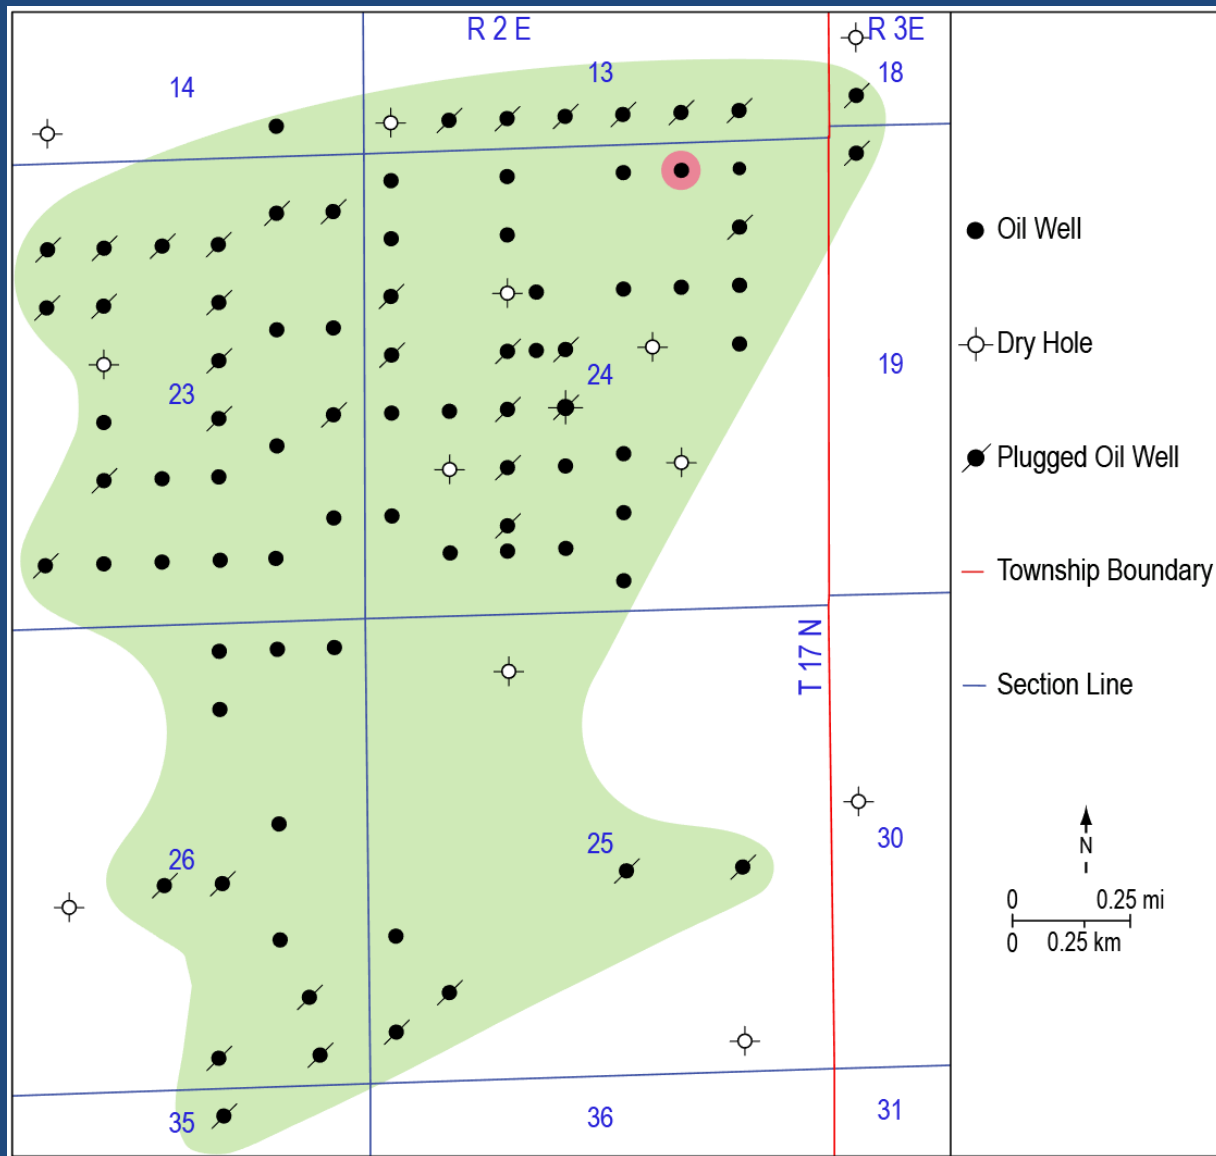 R 2 E
R 3E
14
13
18
Oil Well
Dry Hole
19
24
23
Plugged Oil Well
Township Boundary
T 17 N
Section Line
30
25
26
N
0
0.25 mi
0
0.25 km
35
36
31